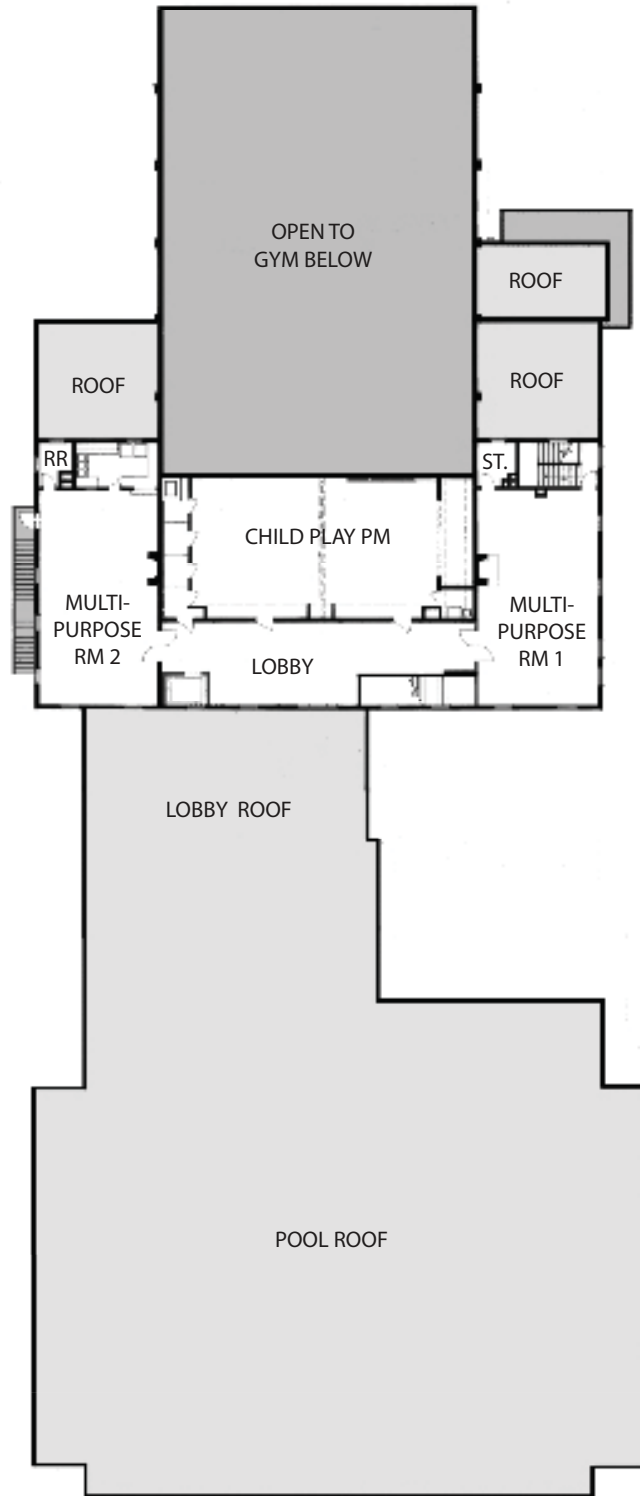 OPEN TO
GYM BELOW
ROOF
ROOF
ROOF
RR
ST.
CHILD PLAY PM
MULTI-
PURPOSE
RM 2
MULTI-
PURPOSE
RM 1
LOBBY
LOBBY ROOF
POOL ROOF